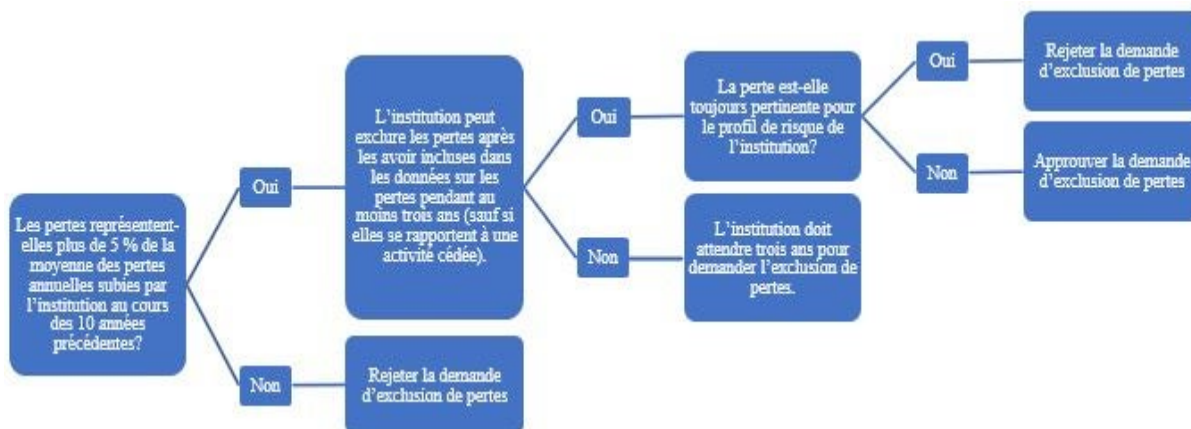 Les pertes représentent-
elles plus de 5 % de la
moyenne des pertes
annuelles subies par
l'institution au cours
des 10 années
précédentes?
Oui
L'institution peut
exclure les pertes après
les avoir incluses dans
les données sur les
pertes pendant au
moins trois ans (sauf si
elles se rapportent à une
activité cédée).
Oui
La perte est-elle
toujours pertinente pour
le profil de risque de
l'institution?
Oui
Rejeter la demande
d'exclusion de pertes
Non
Approuver la demande
d'exclusion de pertes
Non
L'institution doit
attendre trois ans pour
demander l'exclusion de
pertes.
Non
Rejeter la demande
d'exclusion de pertes